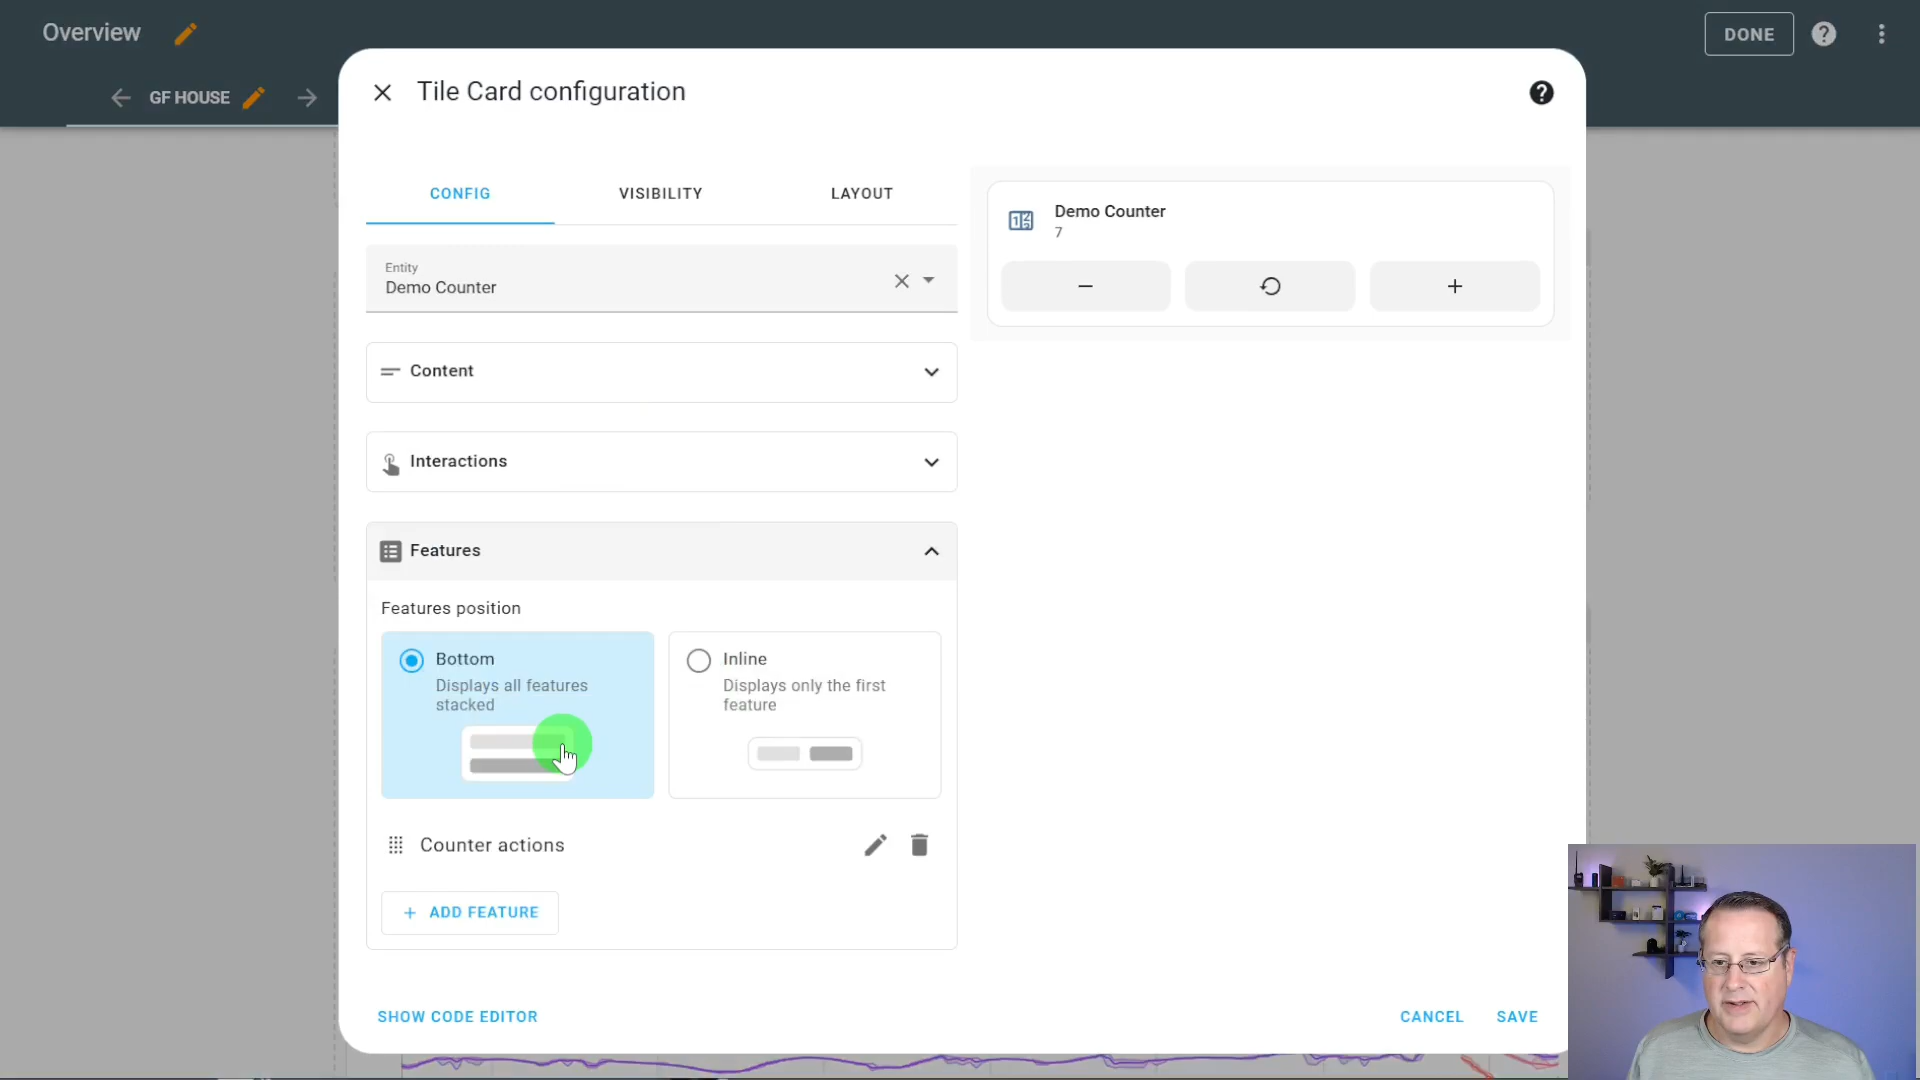 Overview
DONE
GF HOUSE
Tile Card configuration
CONFIG
VISIBILITY
LAYOUT
Entity
Demo Counter
Content
Interactions
Features
Features position
Bottom
Displays all features
stacked
Inline
Displays only the first
feature
Counter actions
+ ADD FEATURE
SHOW CODE EDITOR
CANCEL
SAVE
Demo Counter
7